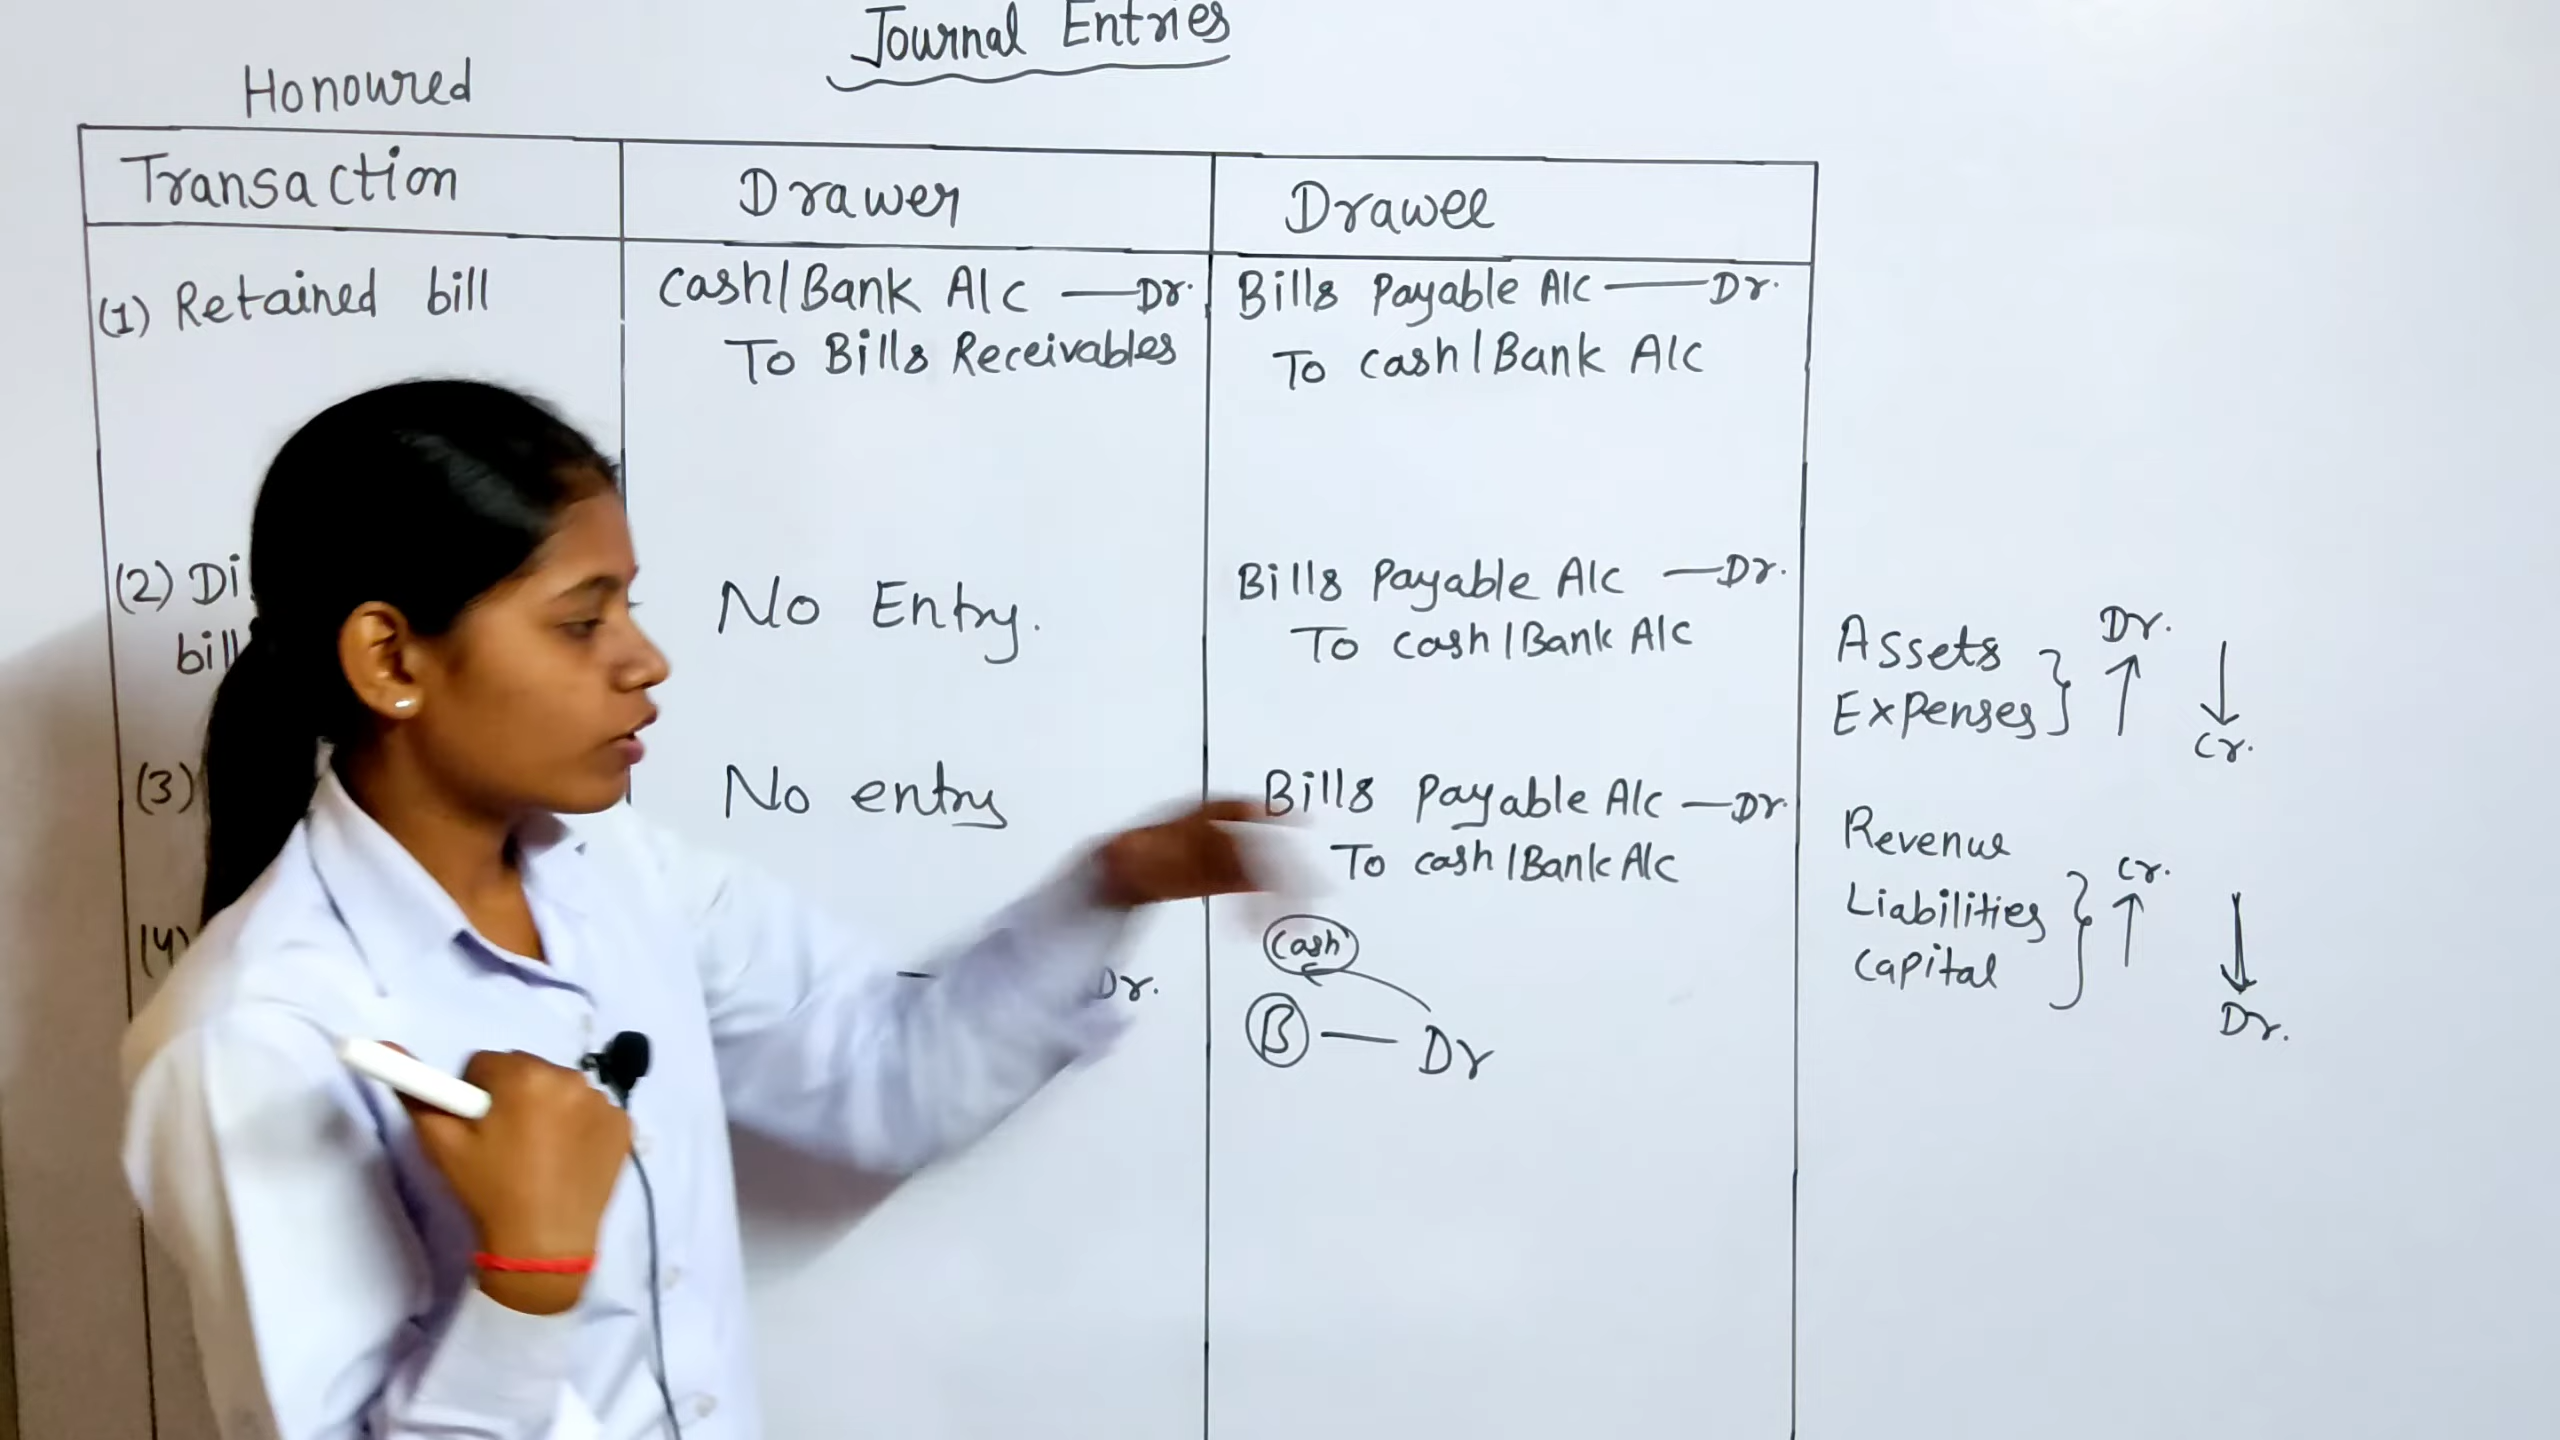 Journal Entries
Honoured
Transaction
Drawer
Drawee
(1) Retained bill
Cash/Bank A/c —Dr.
To Bills Receivables
Bills Payable A/c —Dr.
To cash/Bank A/c
(2) Di
bill
No Entry.
Bills Payable A/c —Dr.
To cash/Bank A/c
(3)
No entry
Bills Payable A/c —Dr.
To cash/Bank A/c
(4)
Dr.
Cash
B — Dr
Assets
Expenses
Dr.
Cr.
Revenue
Liabilities
Capital
Cr.
Dr.